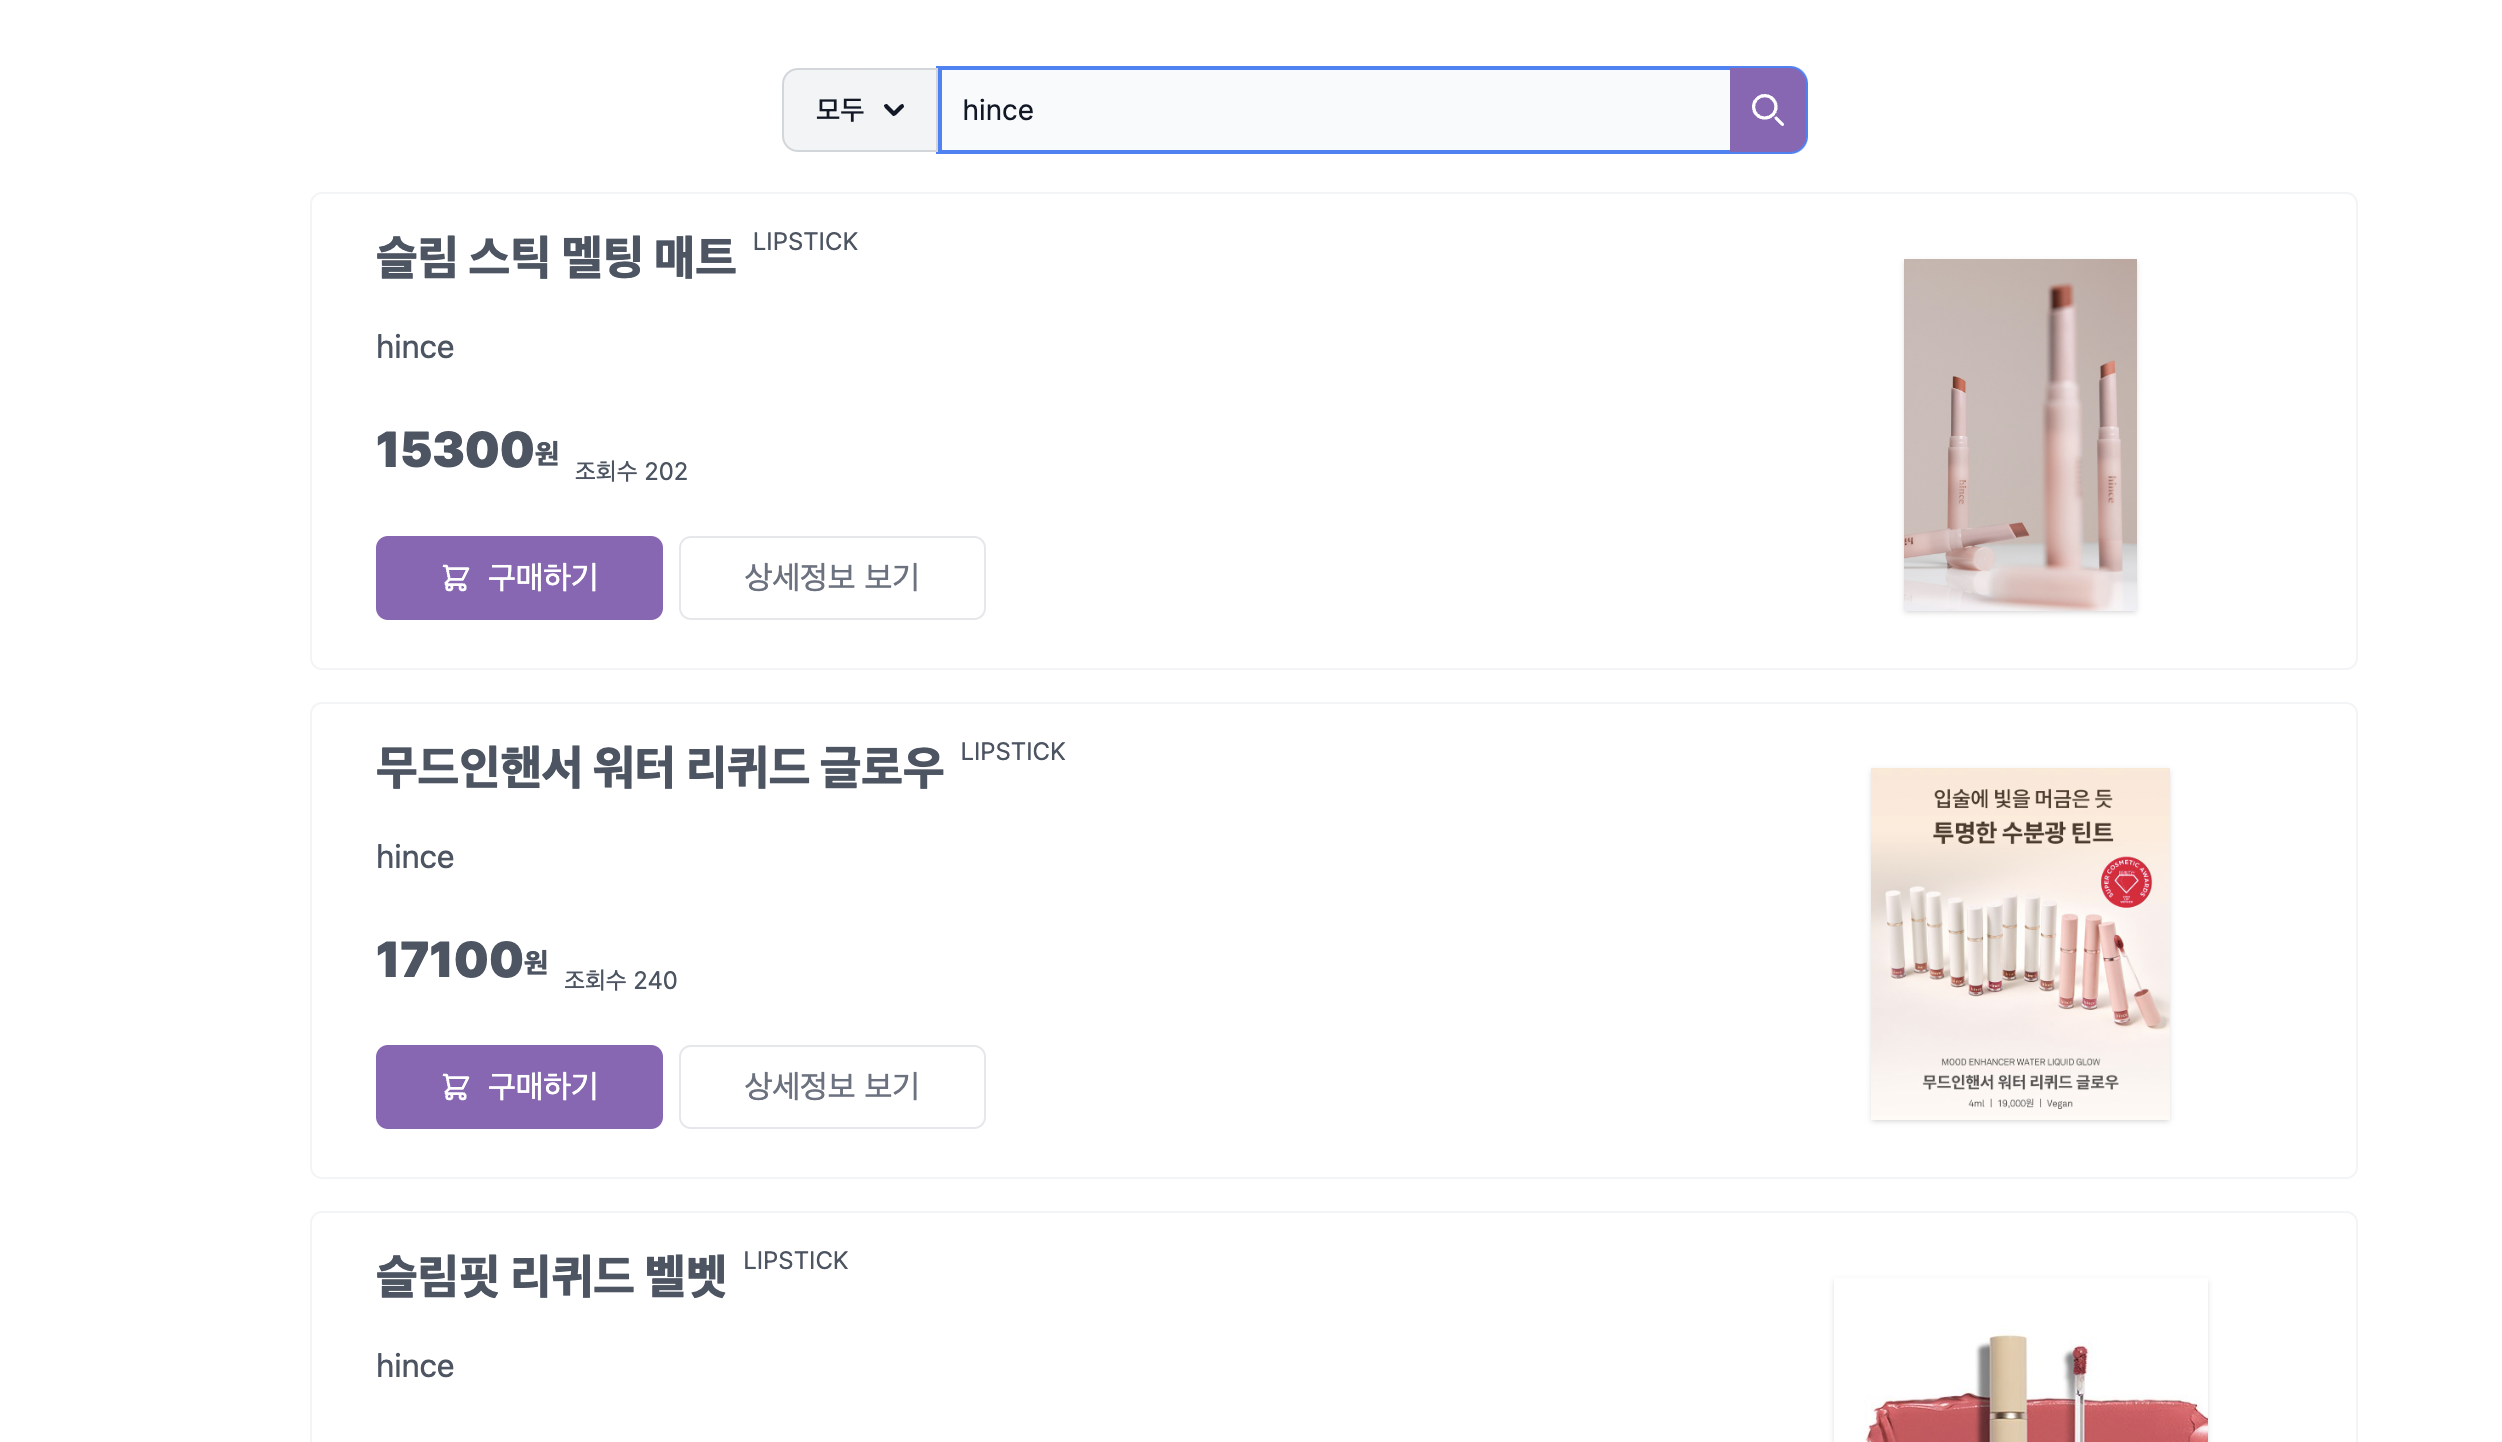 모두
hince
슬림 스틱 멜팅 매트 LIPSTICK
hince
15300원 조회수 202
구매하기
상세정보 보기
hince
hince
무드인핸서 워터 리퀴드 글로우 LIPSTICK
hince
17100원 조회수 240
구매하기
상세정보 보기
입술에 빛을 머금은 듯
투명한 수분광 틴트
SUPER COSMETIC AWARDS
MOOD ENHANCER WATER LIQUID GLOW
무드인핸서 워터 리퀴드 글로우
4ml | 19,000원 | Vegan
슬림핏 리퀴드 벨벳 LIPSTICK
hince